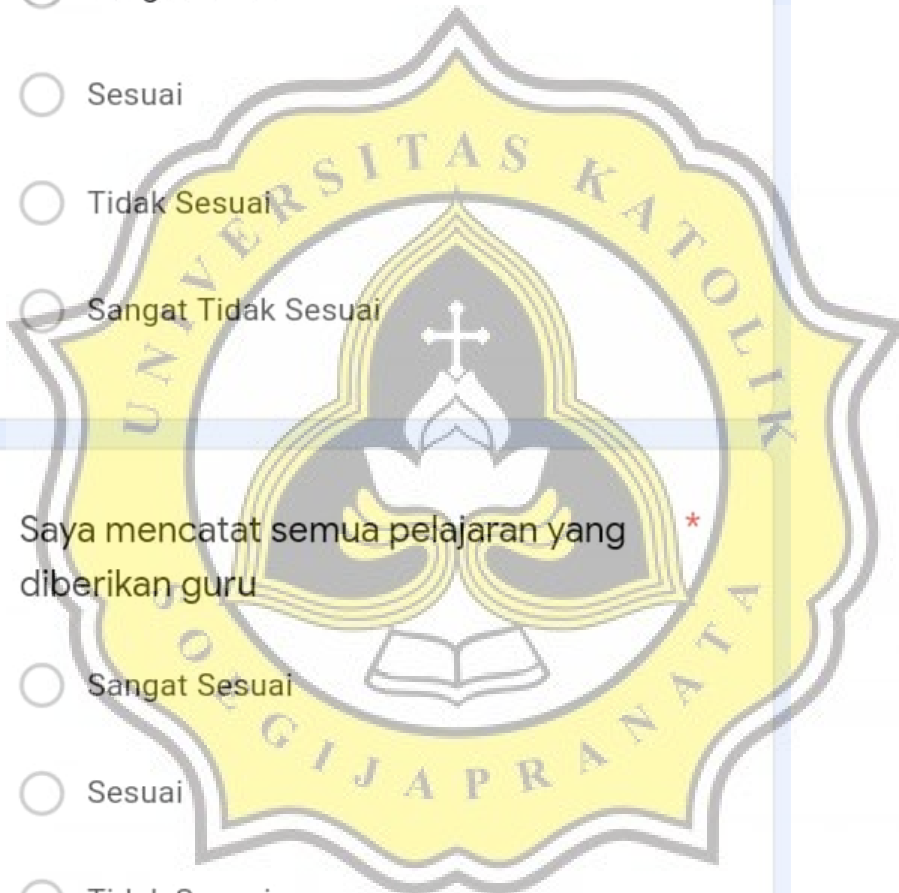 Sesuai
Tidak Sesuai
Sangat Tidak Sesuai
UNIVERSITAS KATOLIK
SOEGIJAPRANATA
Saya mencatat semua pelajaran yang *
diberikan guru
Sangat Sesuai
Sesuai